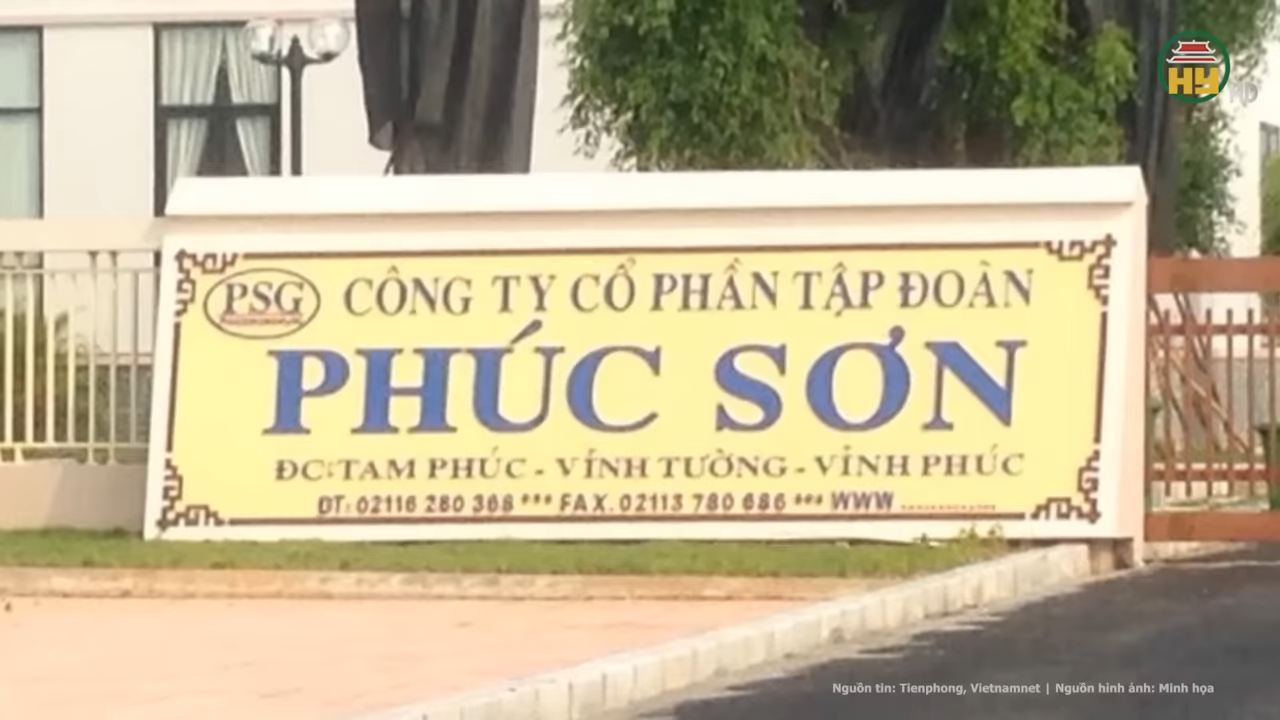 HY
PSG
CÔNG TY CỔ PHẦN TẬP ĐOÀN
PHÚC SƠN
ĐC: TAM PHÚC - VĨNH TƯỜNG - VĨNH PHÚC
ĐT: 02116 280 368 *** FAX. 02113 780 686 *** WWW
Nguồn tin: Tienphong, Vietnamnet | Nguồn hình ảnh: Minh họa